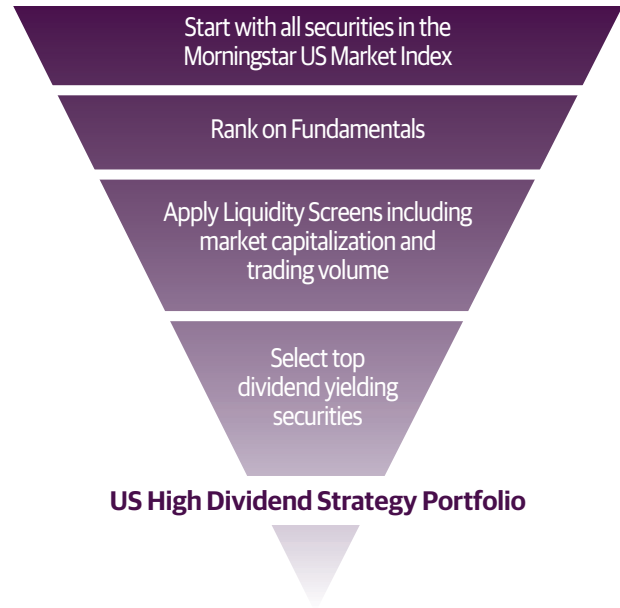 Start with all securities in the
Morningstar US Market Index
Rank on Fundamentals
Apply Liquidity Screens including
market capitalization and
trading volume
Select top
dividend yielding
securities
US High Dividend Strategy Portfolio